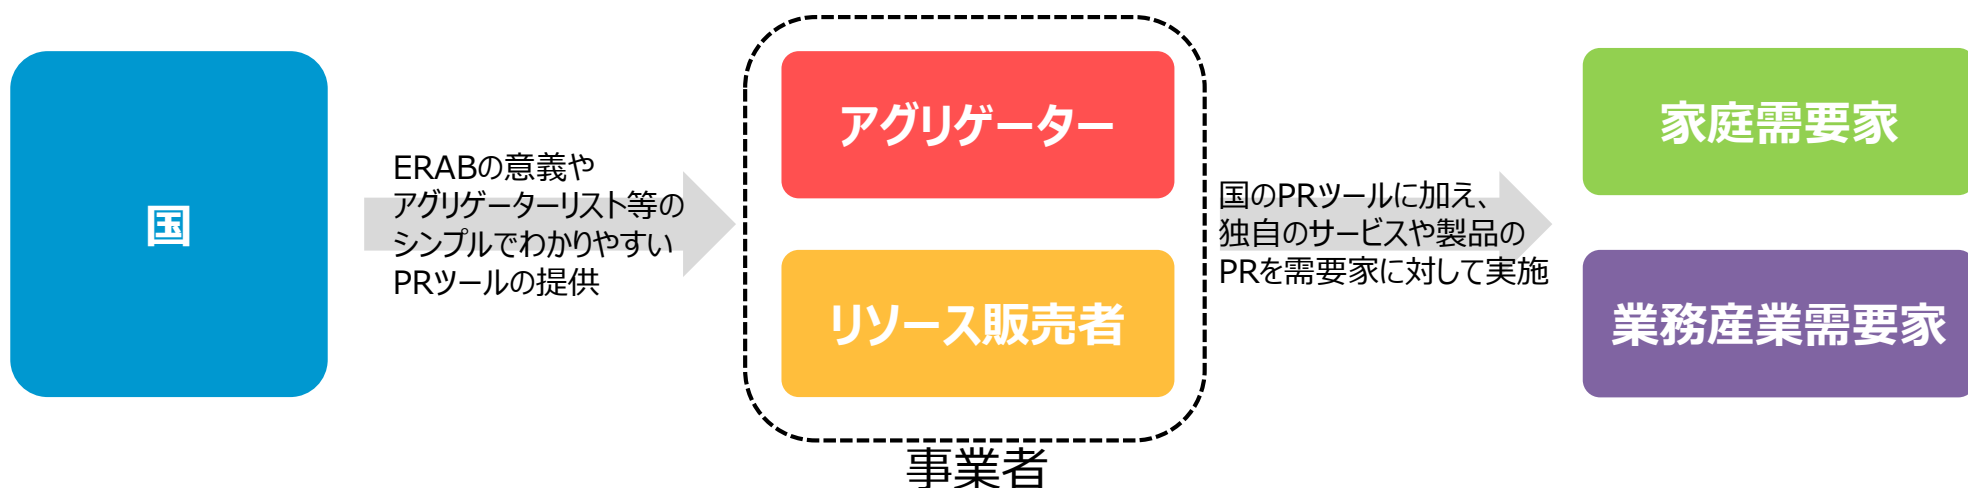 国
ERABの意義や
アグリゲーターリスト等の
シンプルでわかりやすい
PRツールの提供
アグリゲーター
リソース販売者
事業者
国のPRツールに加え、
独自のサービスや製品の
PRを需要家に対して実施
家庭需要家
業務産業需要家